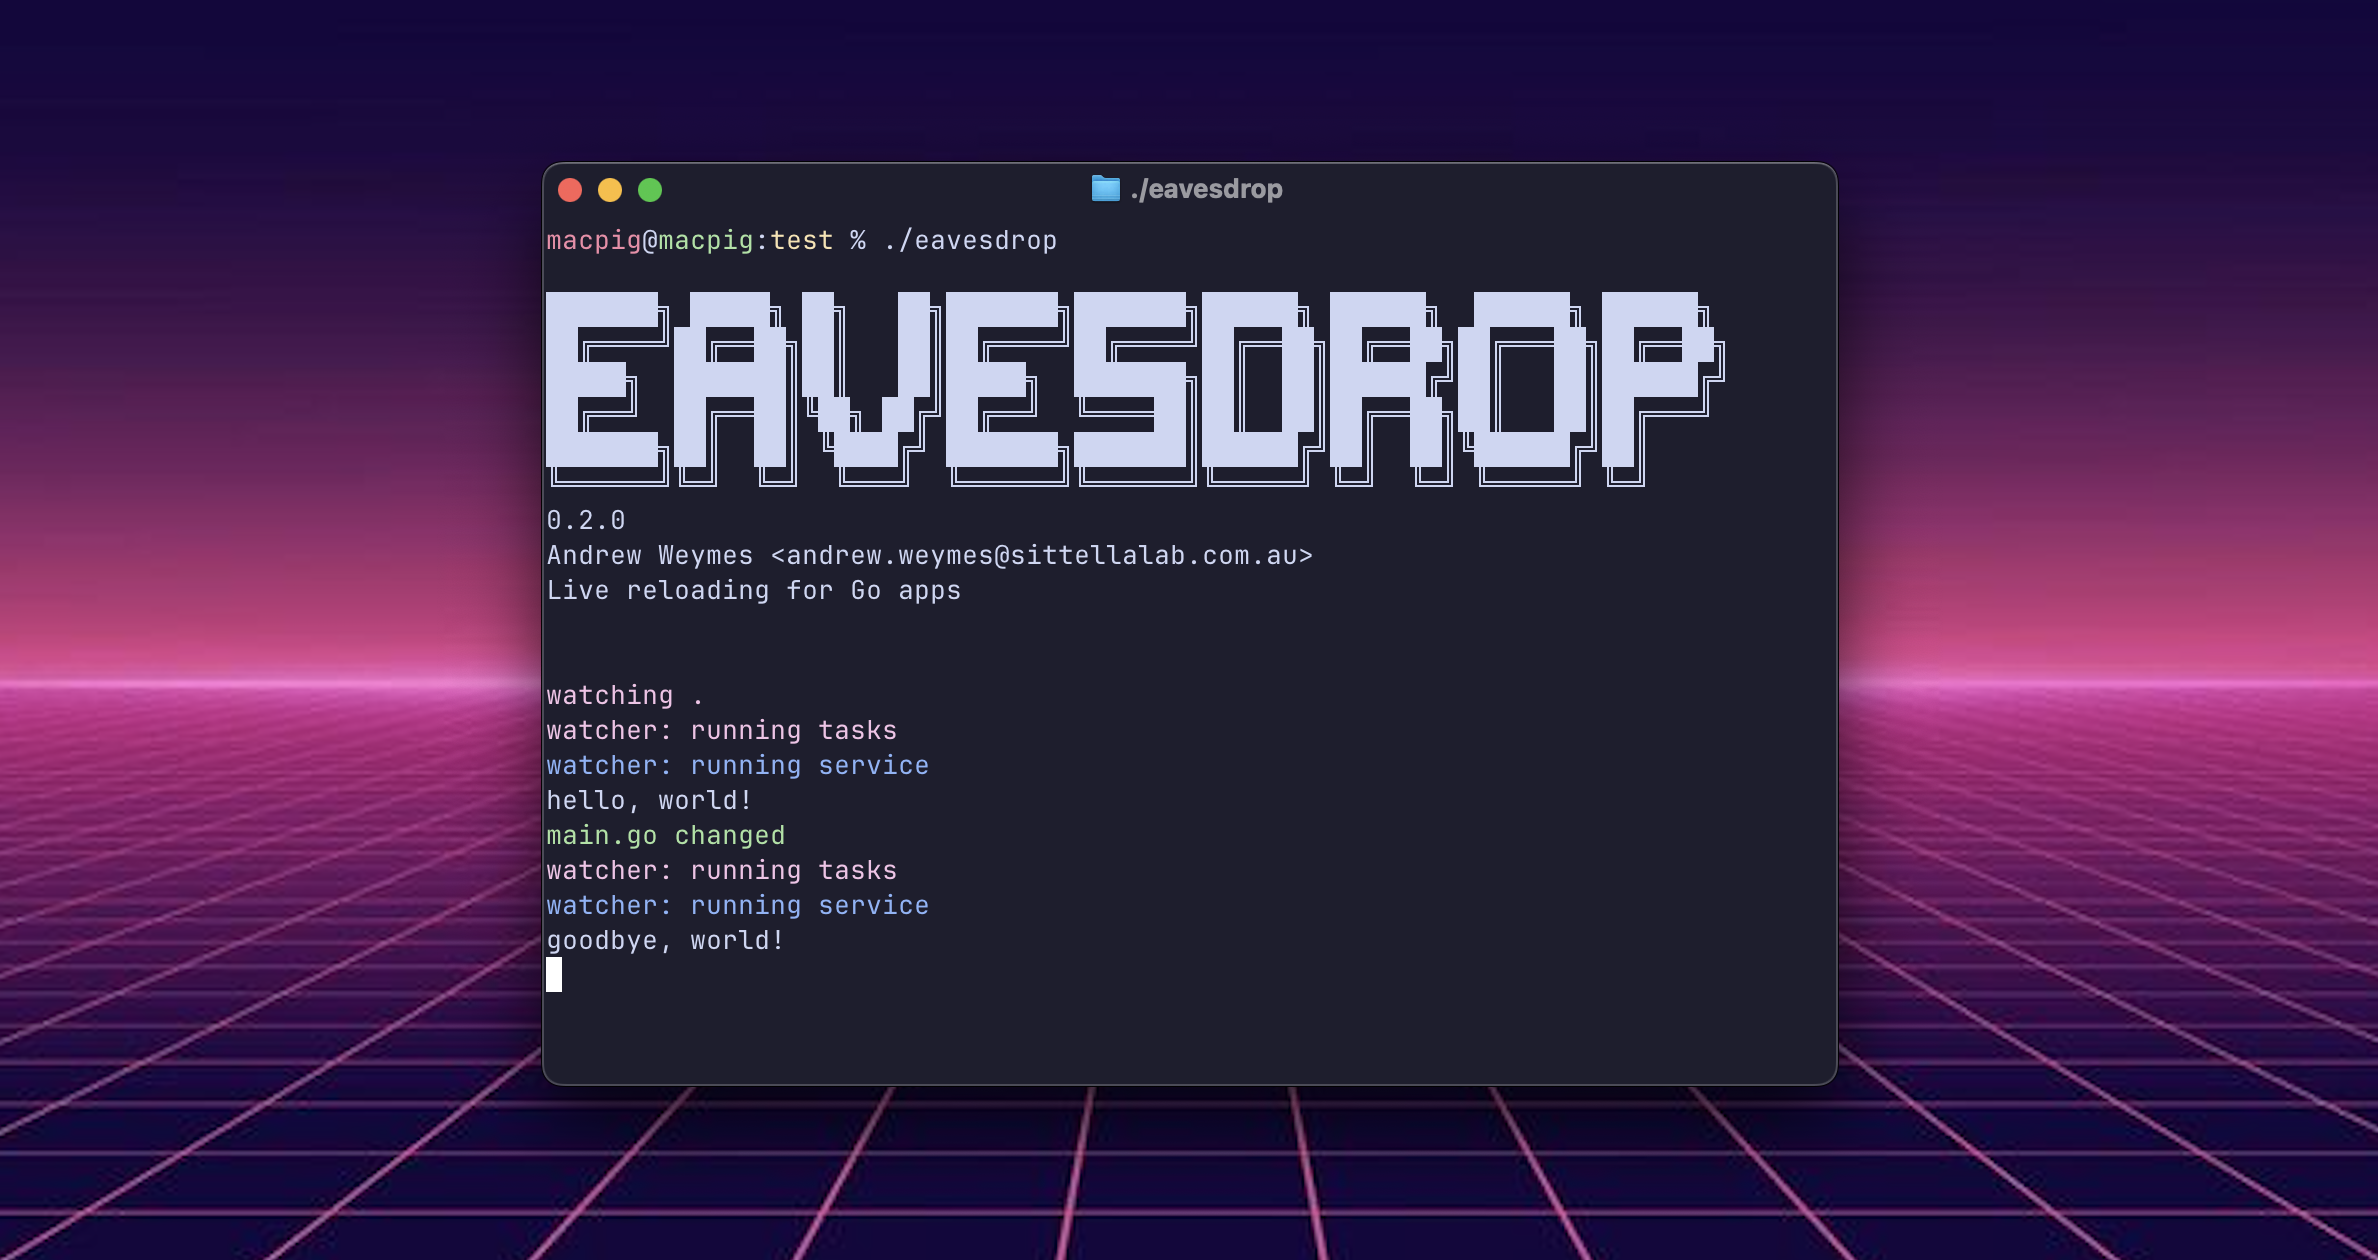 ./eavesdrop
macpig@macpig:test % ./eavesdrop
EAVESDROP
0.2.0
Andrew Weymes <andrew.weymes@sittellalab.com.au>
Live reloading for Go apps
watching .
watcher: running tasks
watcher: running service
hello, world!
main.go changed
watcher: running tasks
watcher: running service
goodbye, world!